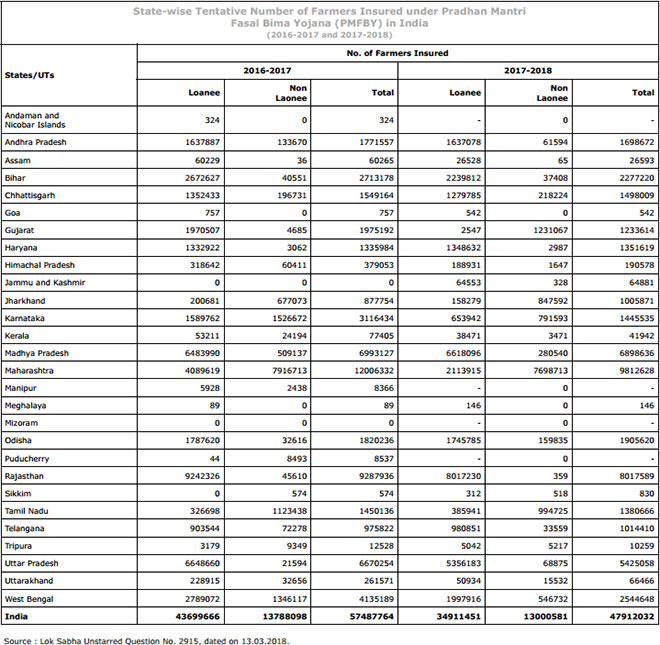 State-wise Tentative Number of Farmers Insured under Pradhan Mantri
Fasal Bima Yojana (PMFBY) in India
(2016-2017 and 2017-2018)
States/UTs No. of Farmers Insured
2016-2017 2017-2018
Loanee Non Laonee Total Loanee Non Laonee Total
Andaman and Nicobar Islands 324 0 324 - 0 -
Andhra Pradesh 1637887 133670 1771557 1637078 61594 1698672
Assam 60229 36 60265 26528 65 26593
Bihar 2672627 40551 2713178 2239812 37408 2277220
Chhattisgarh 1352433 196731 1549164 1279785 218224 1498009
Goa 757 0 757 542 0 542
Gujarat 1970507 4685 1975192 2547 1231067 1233614
Haryana 1332922 3062 1335984 1348632 2987 1351619
Himachal Pradesh 318642 60411 379053 188931 1647 190578
Jammu and Kashmir 0 0 0 64553 328 64881
Jharkhand 200681 677073 877754 158279 847592 1005871
Karnataka 1589762 1526672 3116434 653942 791593 1445535
Kerala 53211 24194 77405 38471 3471 41942
Madhya Pradesh 6483990 509137 6993127 6618096 280540 6898636
Maharashtra 4089619 7916713 12006332 2113915 7698713 9812628
Manipur 5928 2438 8366 - 0 -
Meghalaya 89 0 89 146 0 146
Mizoram 0 0 0 - 0 -
Odisha 1787620 32616 1820236 1745785 159835 1905620
Puducherry 44 8493 8537 - 0 -
Rajasthan 9242326 45610 9287936 8017230 359 8017589
Sikkim 0 574 574 312 518 830
Tamil Nadu 326698 1123438 1450136 385941 994725 1380666
Telangana 903544 72278 975822 980851 33559 1014410
Tripura 3179 9349 12528 5042 5217 10259
Uttar Pradesh 6648660 21594 6670254 5356183 68875 5425058
Uttarakhand 228915 32656 261571 50934 15532 66466
West Bengal 2789072 1346117 4135189 1997916 546732 2544648
India 43699666 13788098 57487764 34911451 13000581 47912032
Source : Lok Sabha Unstarred Question No. 2915, dated on 13.03.2018.